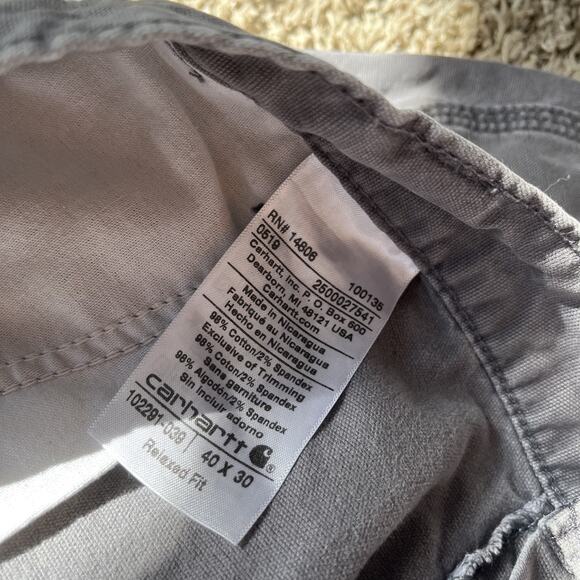 RN# 14806 100135
0519 2500027541
Carhartt, Inc. P. O. Box 600
Dearborn, MI, 48121 USA
Carhartt.com
Made in Nicaragua
Fabriqué au Nicaragua
Hecho en Nicaragua
98% Cotton/2% Spandex
Exclusive of Trimming
98% Coton/2% Spandex
Sans garniture
98% Algodón/2% Spandex
Sin Incluir adorno
carhartt
102291-039 40 X 30
Relaxed Fit